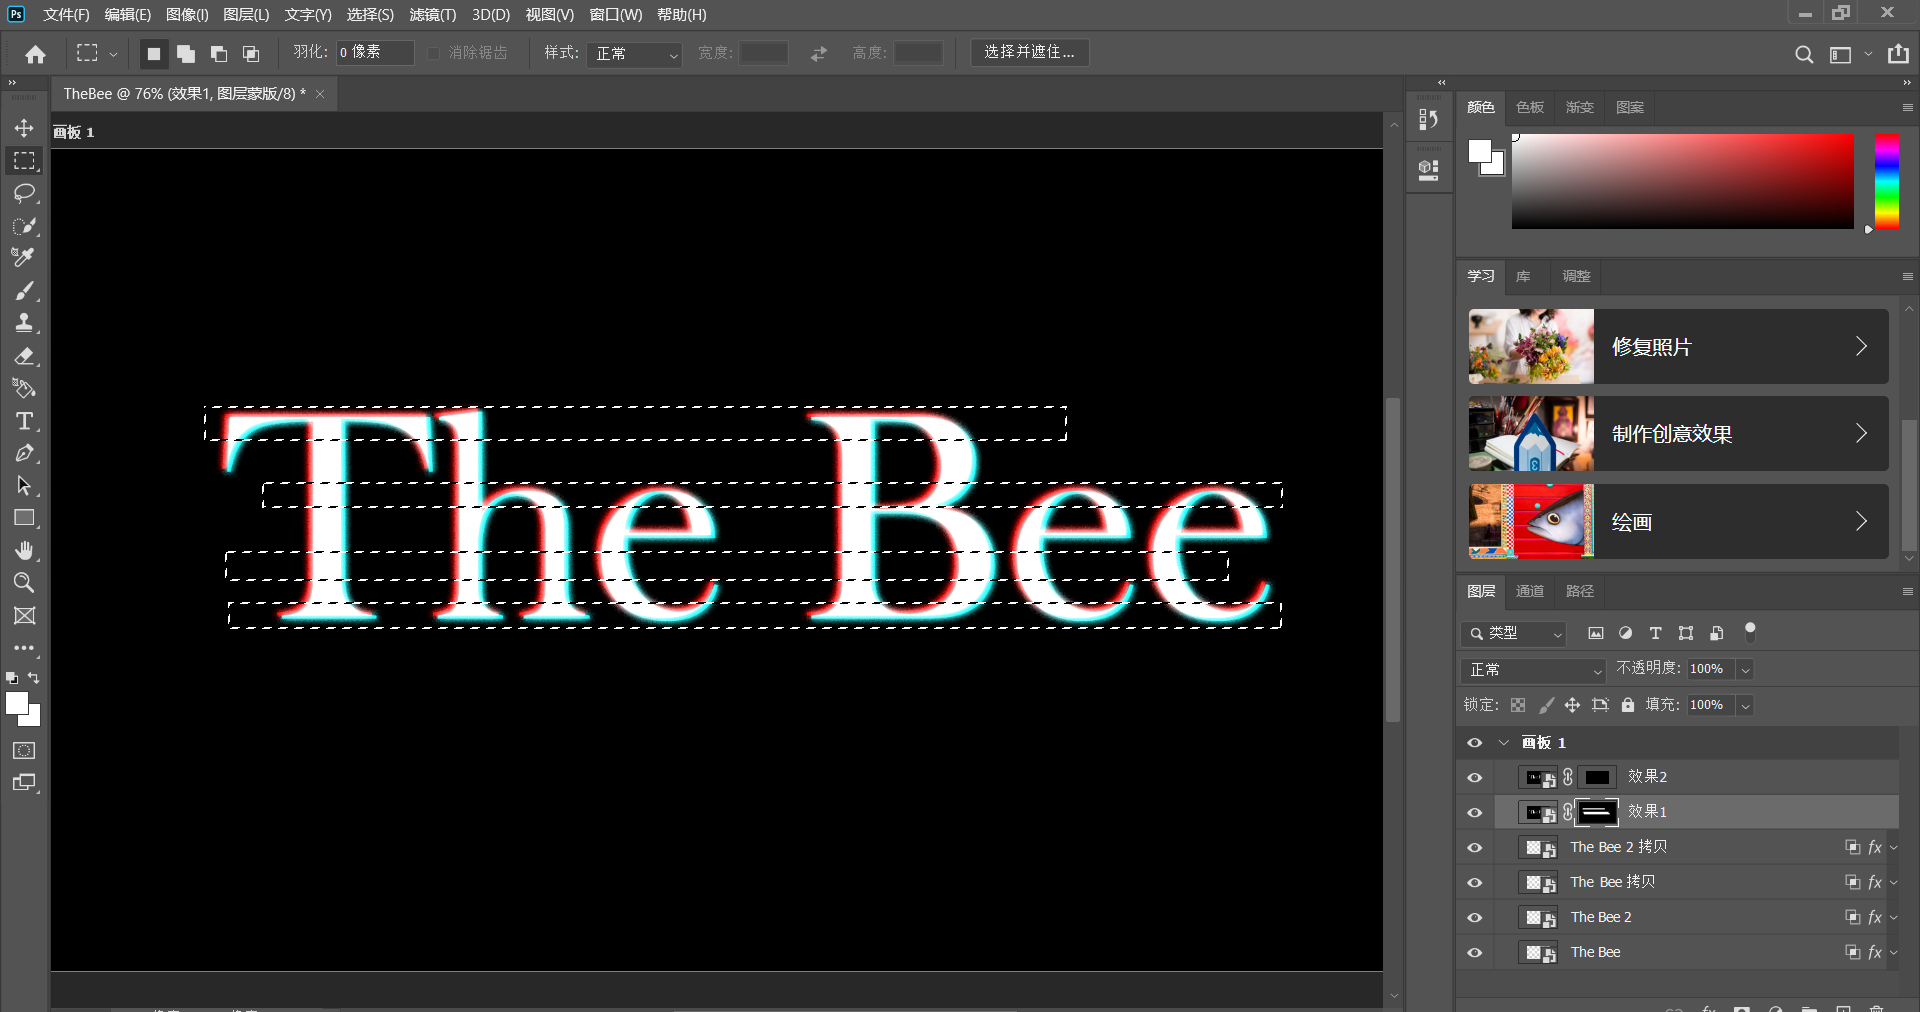 Ps 文件(F) 编辑(E) 图像(I) 图层(L) 文字(Y) 选择(S) 滤镜(T) 3D(D) 视图(V) 窗口(W) 帮助(H)
羽化: 0 像素 消除锯齿 样式: 正常 宽度: 高度: 选择并遮住...
TheBee @ 76% (效果1, 图层蒙版/8) *
画板 1
The Bee
颜色 色板 渐变 图案
学习 库 调整
修复照片
制作创意效果
绘画
图层 通道 路径
类型
正常 不透明度: 100%
锁定: 填充: 100%
画板 1
效果2
效果1
The Bee 2 拷贝 fx
The Bee 拷贝 fx
The Bee 2 fx
The Bee fx